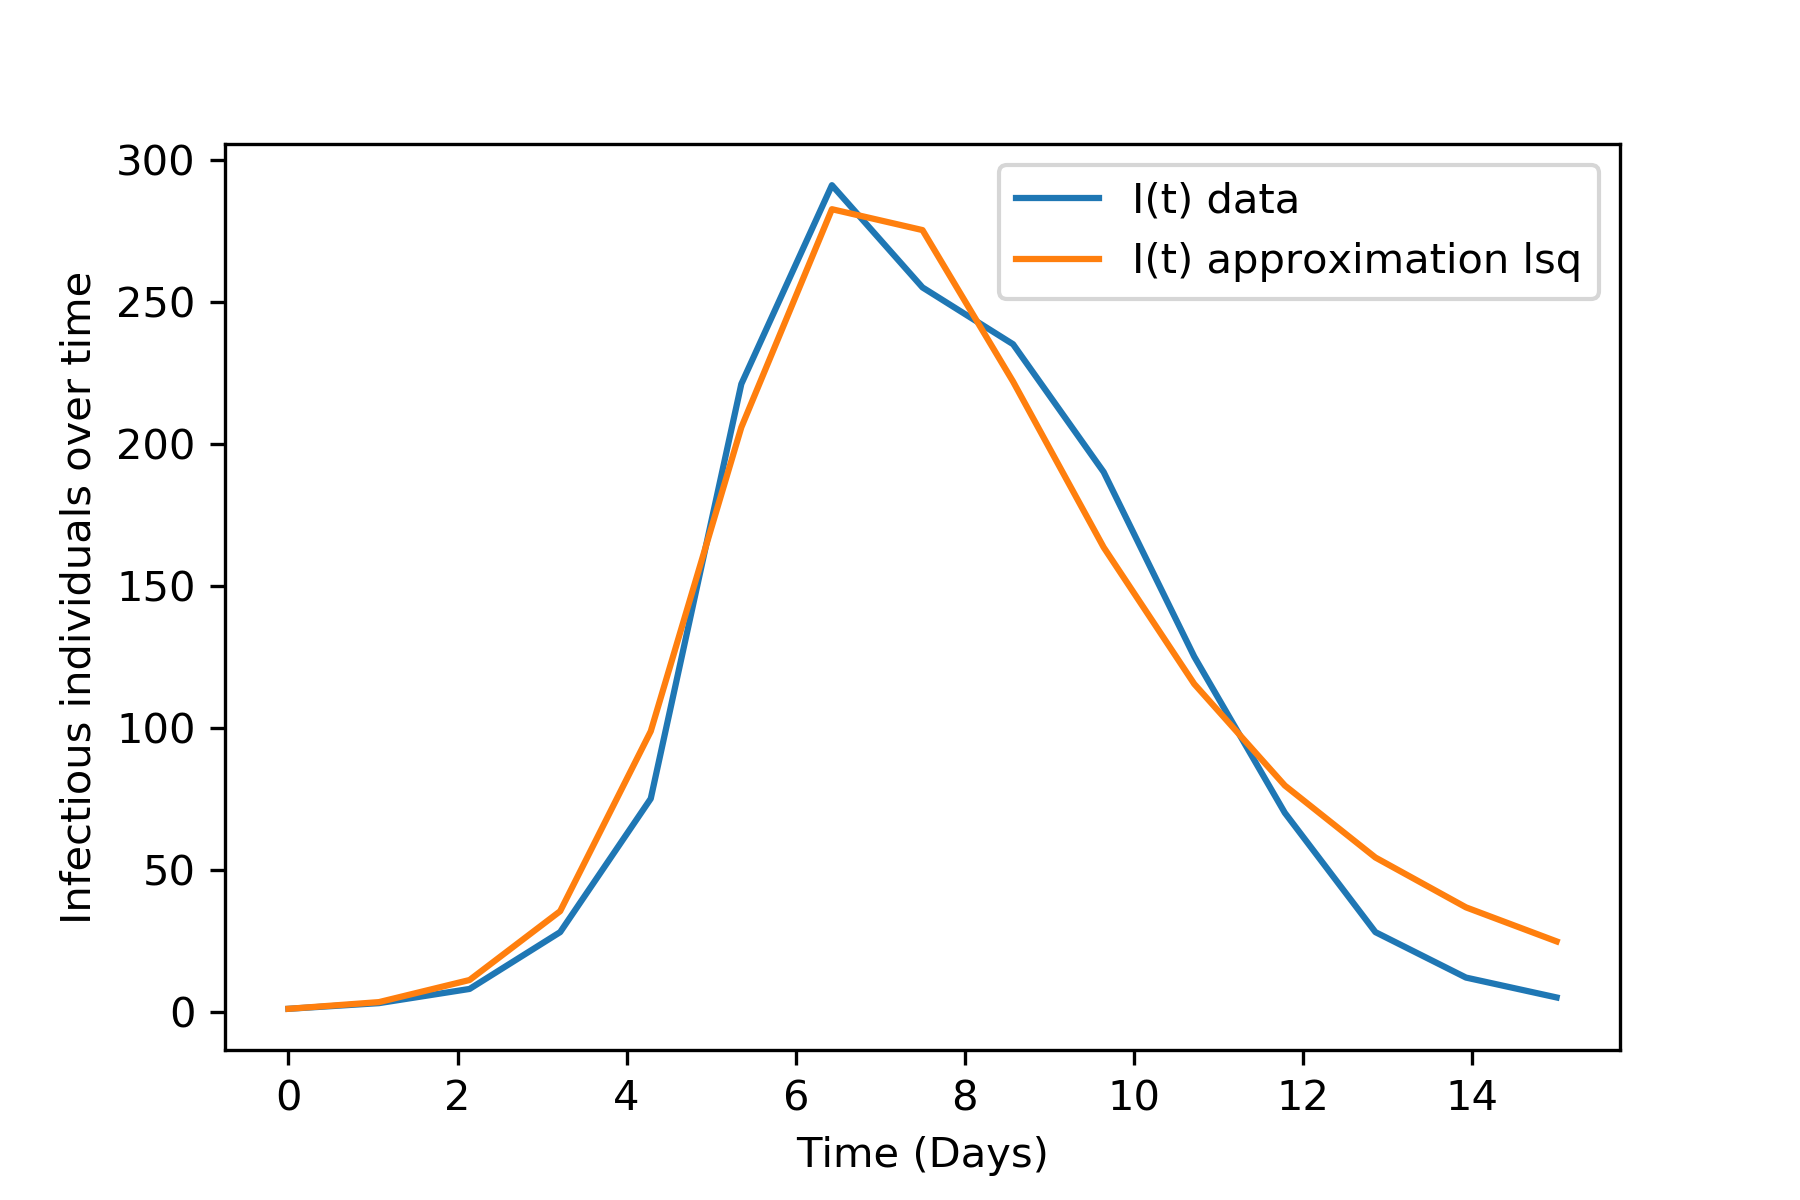 I(t) data
I(t) approximation lsq
300
250
200
150
100
50
0
Infectious individuals over time
0 2 4 6 8 10 12 14
Time (Days)